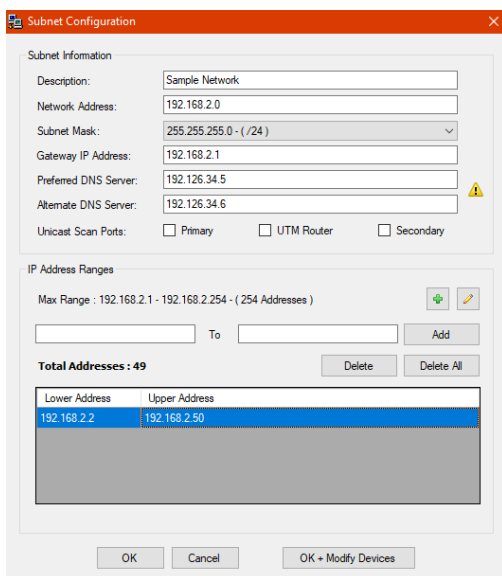 Subnet Configuration
Subnet Information
Description: Sample Network
Network Address: 192.168.2.0
Subnet Mask: 255.255.255.0 - ( /24 )
Gateway IP Address: 192.168.2.1
Preferred DNS Server: 192.126.34.5
Alternate DNS Server: 192.126.34.6
Unicast Scan Ports: Primary UTM Router Secondary
IP Address Ranges
Max Range : 192.168.2.1 - 192.168.2.254 - ( 254 Addresses )
To Add
Total Addresses : 49 Delete Delete All
Lower Address Upper Address
192.168.2.2 192.168.2.50
OK Cancel OK + Modify Devices